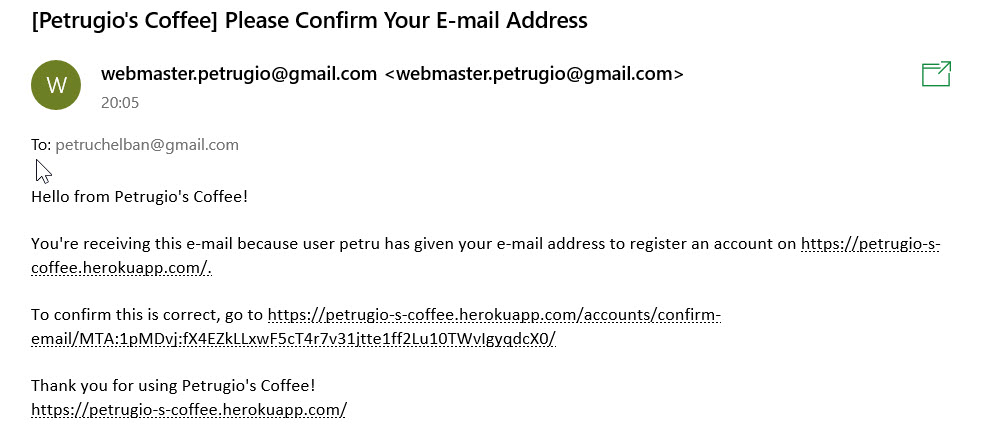 [Petrugio's Coffee] Please Confirm Your E-mail Address
W
webmaster.petrugio@gmail.com <webmaster.petrugio@gmail.com>
20:05
To: petruchelban@gmail.com
Hello from Petrugio's Coffee!
You're receiving this e-mail because user petru has given your e-mail address to register an account on https://petrugio-s-
coffee.herokuapp.com/.
To confirm this is correct, go to https://petrugio-s-coffee.herokuapp.com/accounts/confirm-
email/MTA:1pMDvj:fX4EZkLLxwF5cT4r7v31jtte1ff2Lu10TWvIgyqdcX0/
Thank you for using Petrugio's Coffee!
https://petrugio-s-coffee.herokuapp.com/